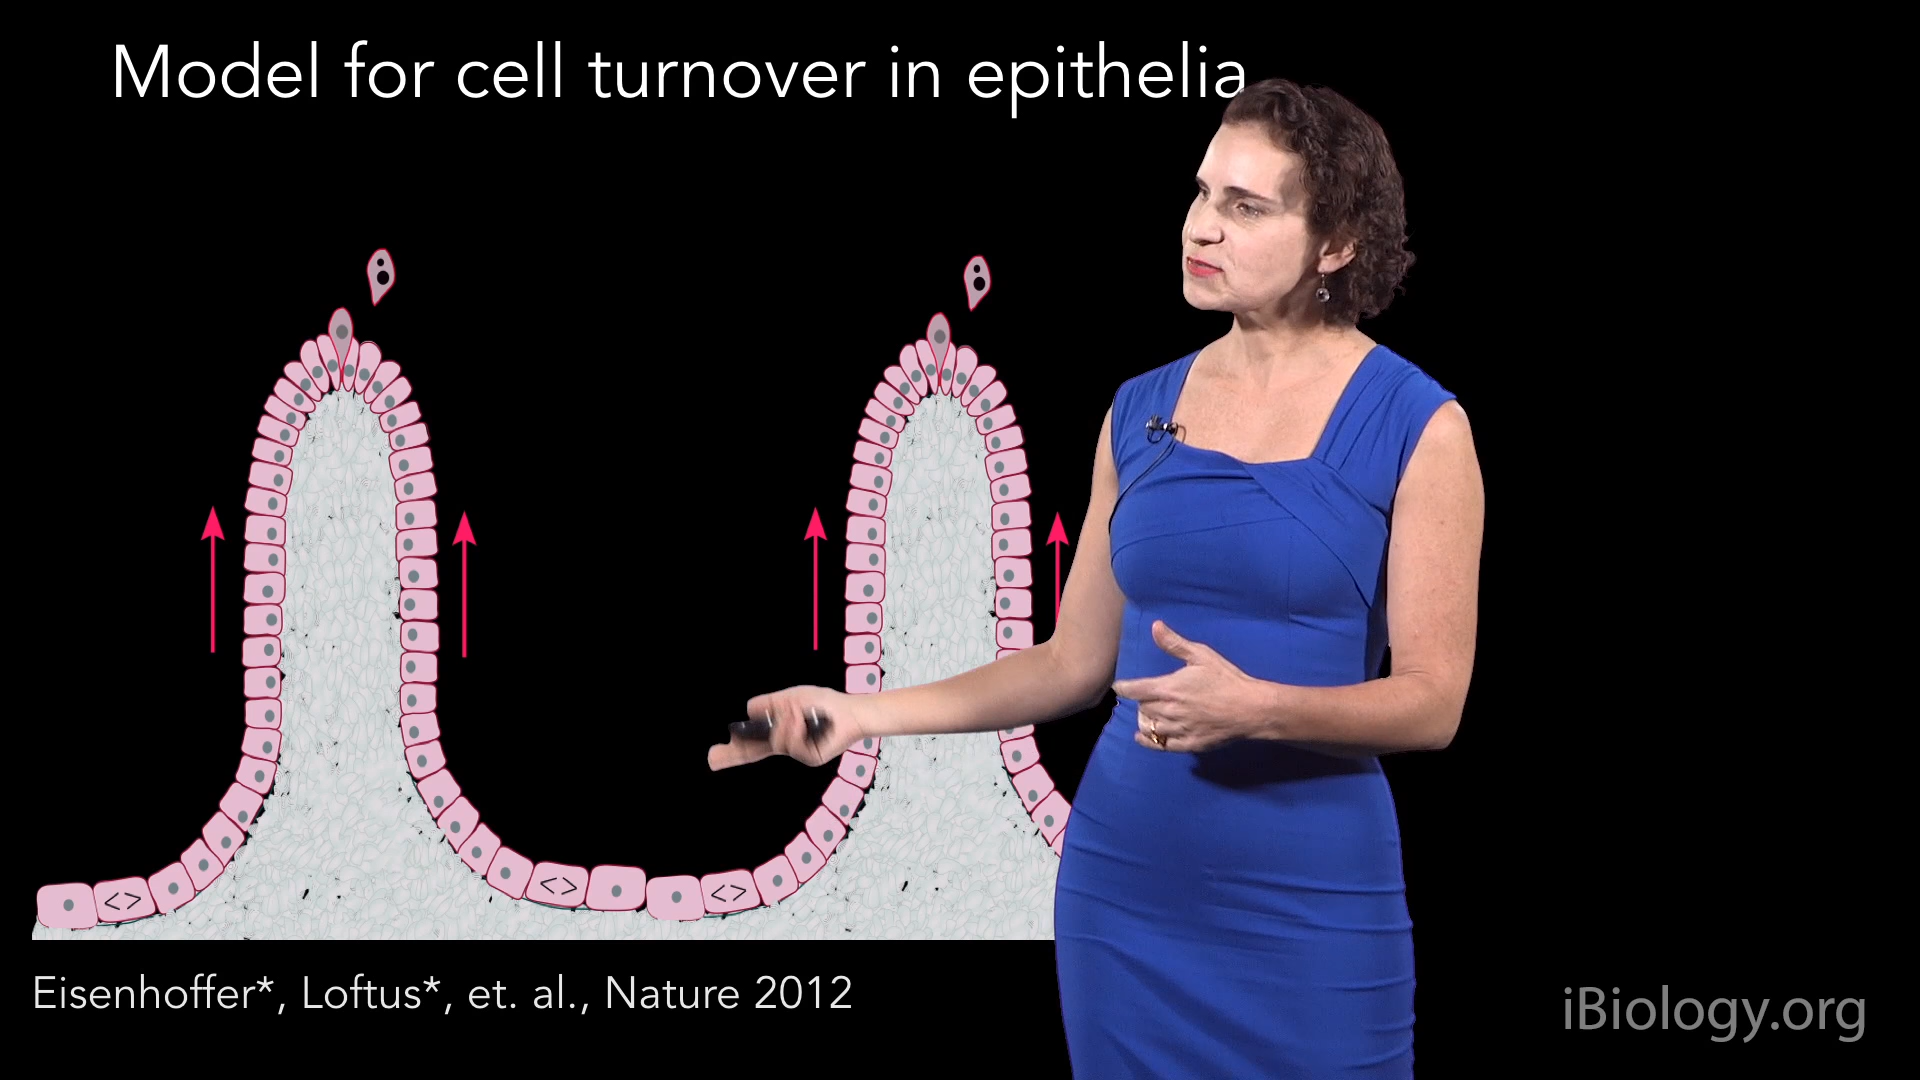 Model for cell turnover in epithelia
<>
<>
<>
Eisenhoffer*, Loftus*, et. al., Nature 2012
iBiology.org